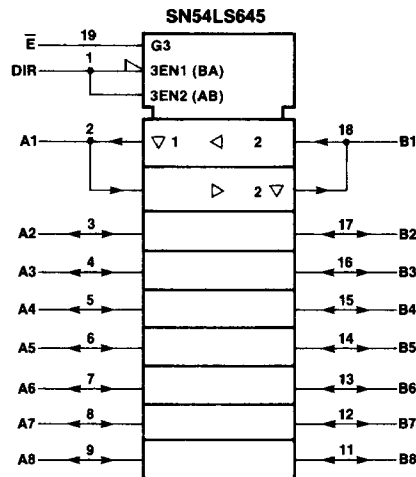 SN54LS645
E 19 G3
DIR 1 3EN1 (BA)
3EN2 (AB)
A1 2 ▽ 1 ◁ 2 18 B1
▷ 2 ▽
A2 3 17 B2
A3 4 16 B3
A4 5 15 B4
A5 6 14 B5
A6 7 13 B6
A7 8 12 B7
A8 9 11 B8